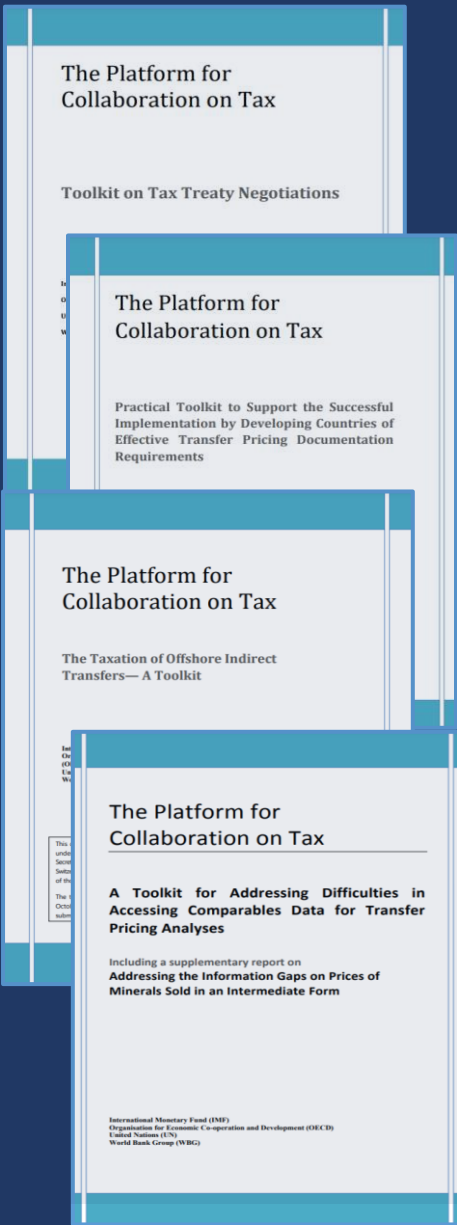 The Platform for
Collaboration on Tax
Toolkit on Tax Treaty Negotiations
The Platform for
Collaboration on Tax
Practical Toolkit to Support the Successful
Implementation by Developing Countries of
Effective Transfer Pricing Documentation
Requirements
The Platform for
Collaboration on Tax
The Taxation of Offshore Indirect
Transfers— A Toolkit
This
The
The Platform for
Collaboration on Tax
A Toolkit for Addressing Difficulties in
Accessing Comparables Data for Transfer
Pricing Analyses
Including a supplementary report on
Addressing the Information Gaps on Prices of
Minerals Sold in an Intermediate Form
International Monetary Fund (IMF)
Organisation for Economic Co-operation and Development (OECD)
United Nations (UN)
World Bank Group (WBG)